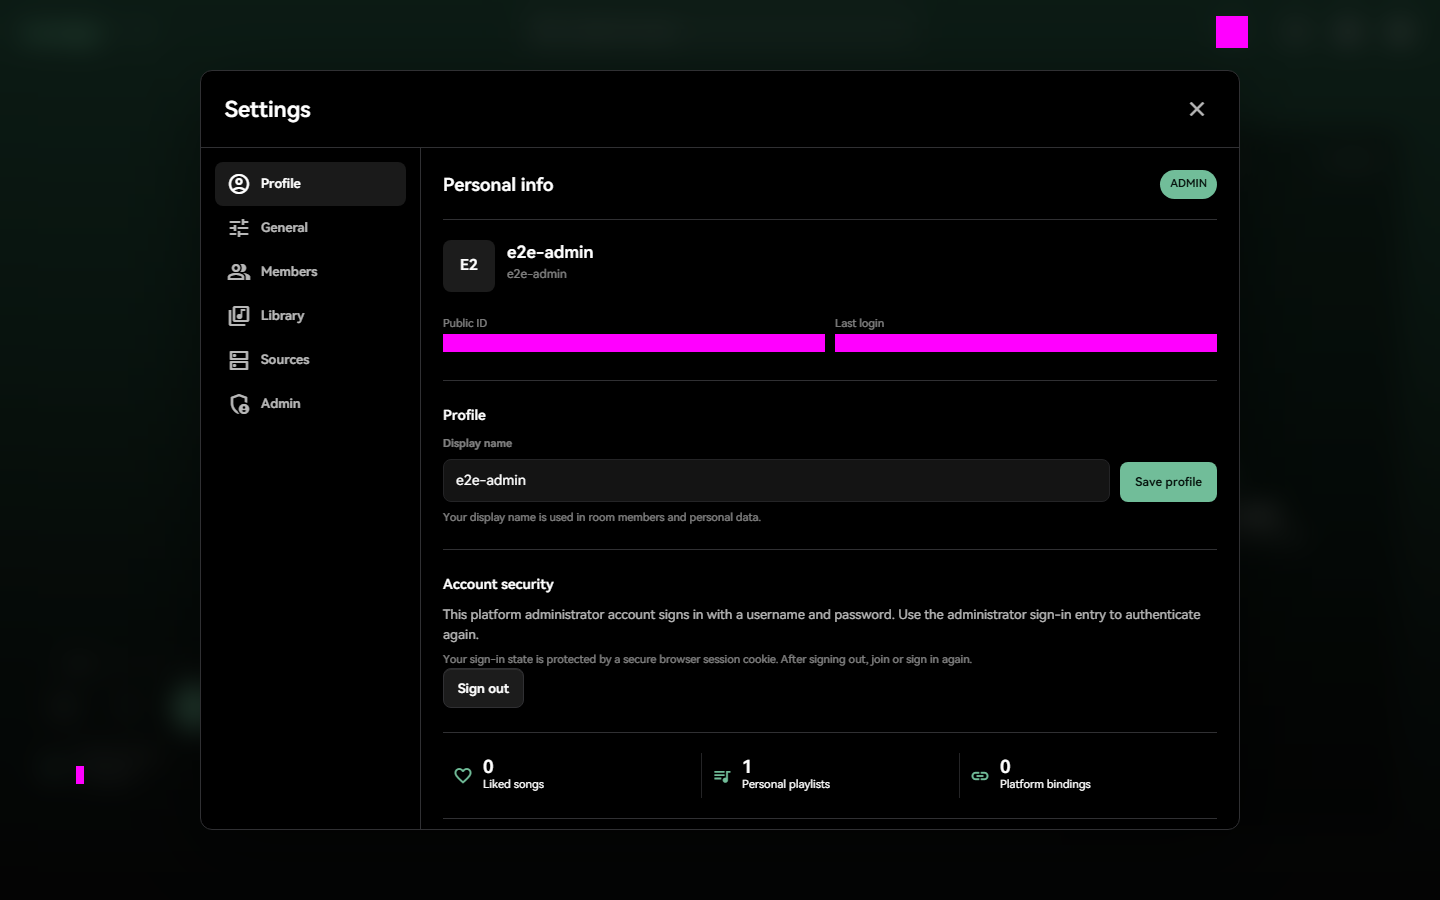 Settings
Profile
General
Members
Library
Sources
Admin
Personal info
ADMIN
E2
e2e-admin
e2e-admin
Public ID
Last login
Profile
Display name
e2e-admin
Save profile
Your display name is used in room members and personal data.
Account security
This platform administrator account signs in with a username and password. Use the administrator sign-in entry to authenticate
again.
Your sign-in state is protected by a secure browser session cookie. After signing out, join or sign in again.
Sign out
0
Liked songs
1
Personal playlists
0
Platform bindings